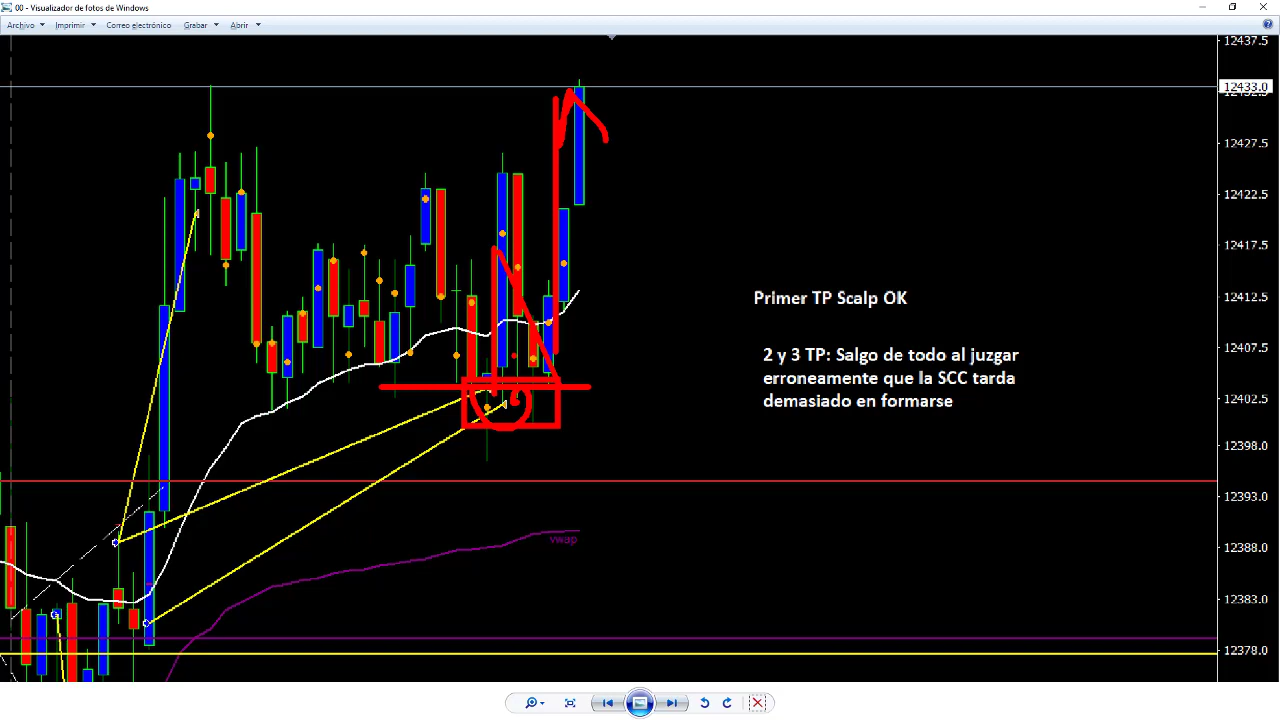 00 - Visualizador de fotos de Windows
Archivo Imprimir Correo electrónico Grabar Abrir
12437.5
12433.0
12427.5
12422.5
12417.5
12412.5
Primer TP Scalp OK
12407.5
2 y 3 TP: Salgo de todo al juzgar
erroneamente que la SCC tarda
demasiado en formarse
12402.5
12398.0
12393.0
12388.0
vwap
12383.0
12378.0